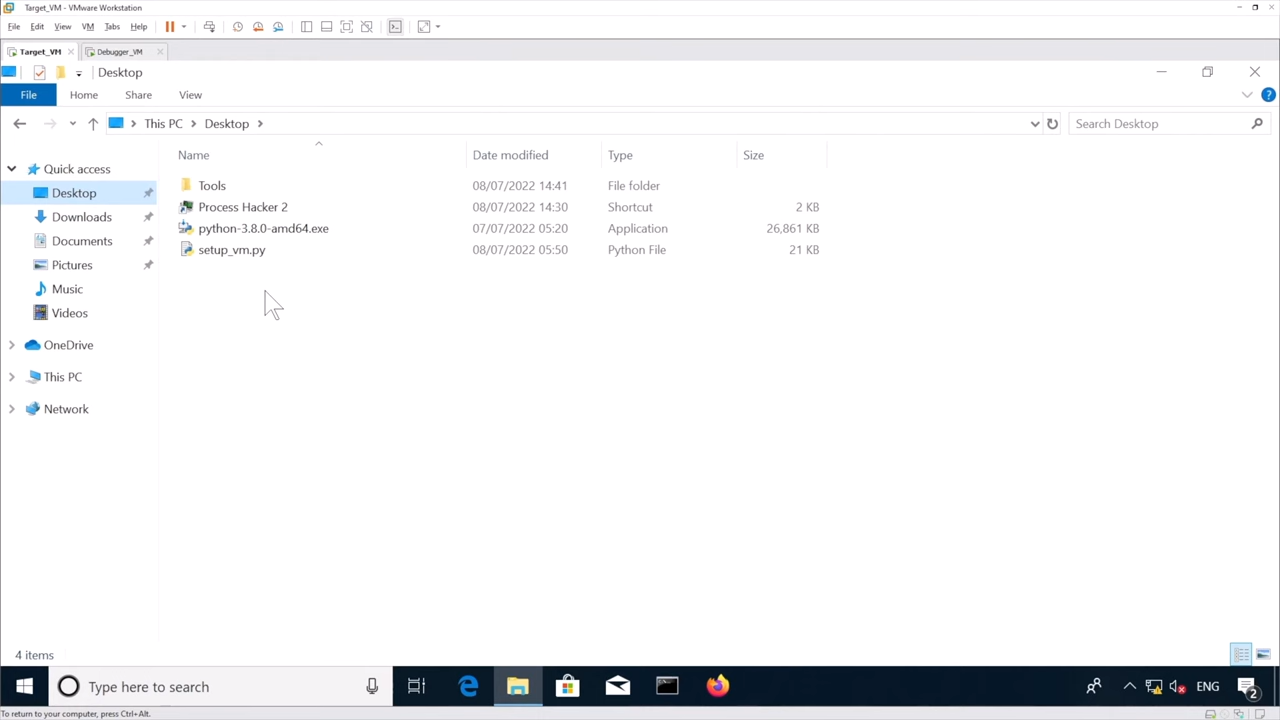 Target_VM - VMware Workstation
File Edit View VM Tabs Help
Target_VM Debugger_VM
Desktop
File Home Share View
This PC Desktop Search Desktop
Name Date modified Type Size
Quick access
Desktop
Downloads
Documents
Pictures
Music
Videos
OneDrive
This PC
Network
Tools 08/07/2022 14:41 File folder
Process Hacker 2 08/07/2022 14:30 Shortcut 2 KB
python-3.8.0-amd64.exe 07/07/2022 05:20 Application 26,861 KB
setup_vm.py 08/07/2022 05:50 Python File 21 KB
4 items
Type here to search ENG 2
To return to your computer, press Ctrl+Alt.